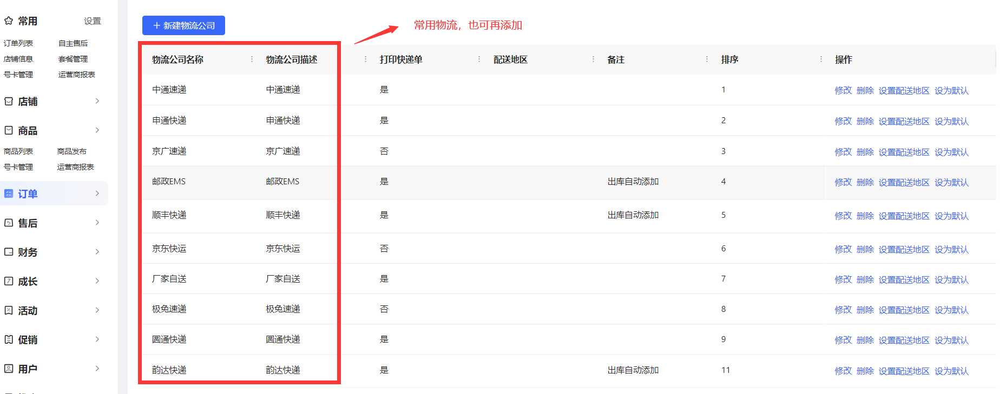 常用 设置
订单列表 自主售后
店铺信息 套餐管理
号卡管理 运营商报表
店铺
商品
商品列表 商品发布
号卡管理 运营商报表
订单
售后
财务
成长
活动
促销
用户
+ 新建物流公司
常用物流，也可再添加
物流公司名称 物流公司描述 打印快递单 配送地区 备注 排序 操作
中通速递 中通速递 是 1 修改 删除 设置配送地区 设为默认
申通快递 申通快递 是 2 修改 删除 设置配送地区 设为默认
京广速递 京广速递 否 3 修改 删除 设置配送地区 设为默认
邮政EMS 邮政EMS 是 出库自动添加 4 修改 删除 设置配送地区 设为默认
顺丰快递 顺丰快递 是 出库自动添加 5 修改 删除 设置配送地区 设为默认
京东快运 京东快运 否 6 修改 删除 设置配送地区 设为默认
厂家自送 厂家自送 是 7 修改 删除 设置配送地区 设为默认
极兔速递 极兔速递 否 8 修改 删除 设置配送地区 设为默认
圆通快递 圆通快递 是 9 修改 删除 设置配送地区 设为默认
韵达快递 韵达快递 是 出库自动添加 11 修改 删除 设置配送地区 设为默认